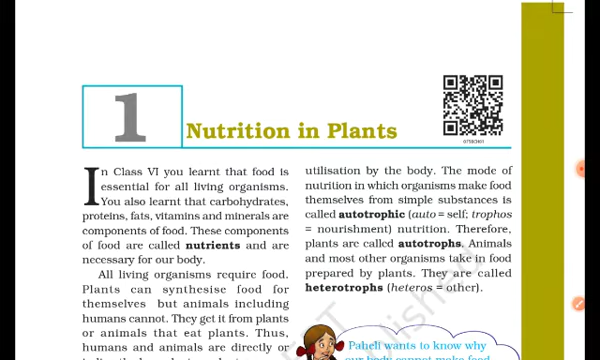 1
Nutrition in Plants
0758CH01
In Class VI you learnt that food is
essential for all living organisms.
You also learnt that carbohydrates,
proteins, fats, vitamins and minerals are
components of food. These components
of food are called nutrients and are
necessary for our body.
All living organisms require food.
Plants can synthesise food for
themselves but animals including
humans cannot. They get it from plants
or animals that eat plants. Thus,
humans and animals are directly or
utilisation by the body. The mode of
nutrition in which organisms make food
themselves from simple substances is
called autotrophic (auto = self; trophos
= nourishment) nutrition. Therefore,
plants are called autotrophs. Animals
and most other organisms take in food
prepared by plants. They are called
heterotrophs (heteros = other).
Paheli wants to know why
our body cannot make food